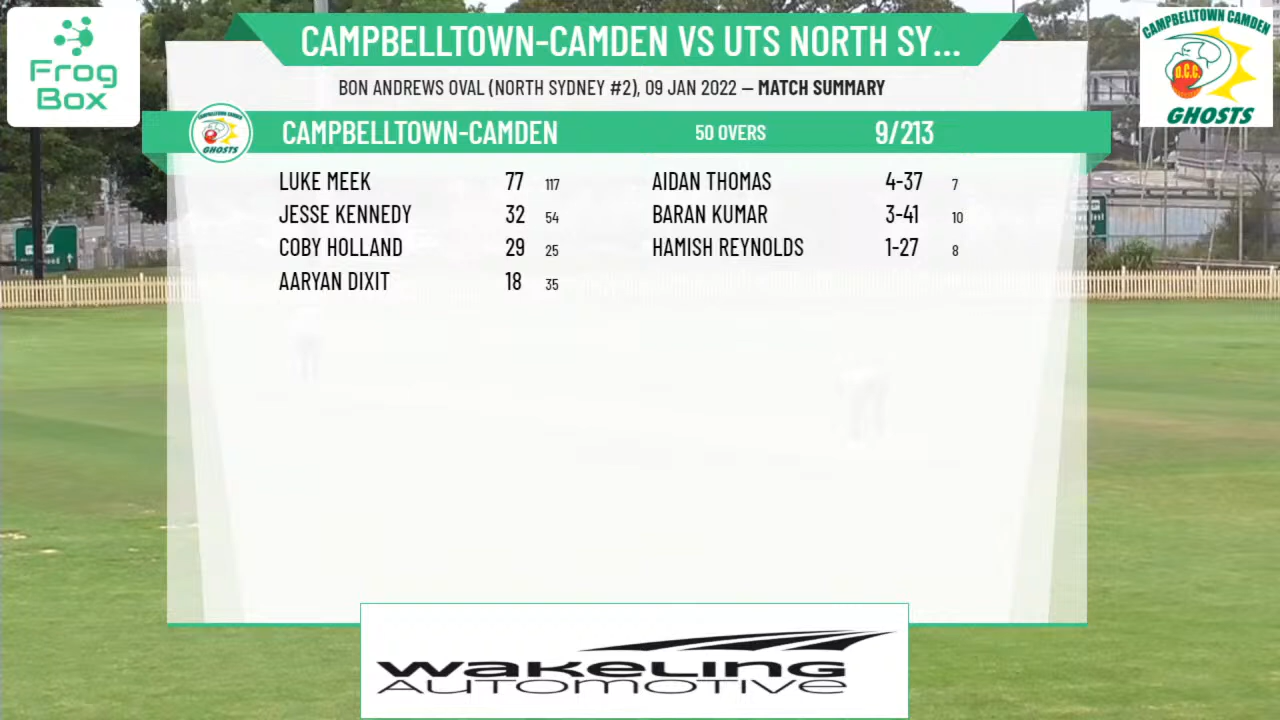 Frog
Box
CAMPBELLTOWN-CAMDEN VS UTS NORTH SY...
CAMPBELLTOWN CAMDEN
D.C.C.
GHOSTS
BON ANDREWS OVAL (NORTH SYDNEY #2), 09 JAN 2022 – MATCH SUMMARY
CAMPBELLTOWN CAMDEN
GHOSTS
CAMPBELLTOWN-CAMDEN 50 OVERS 9/213
LUKE MEEK 77 117 AIDAN THOMAS 4-37 7
JESSE KENNEDY 32 54 BARAN KUMAR 3-41 10
COBY HOLLAND 29 25 HAMISH REYNOLDS 1-27 8
AARYAN DIXIT 18 35
WAKELING
AUTOMOTIVE